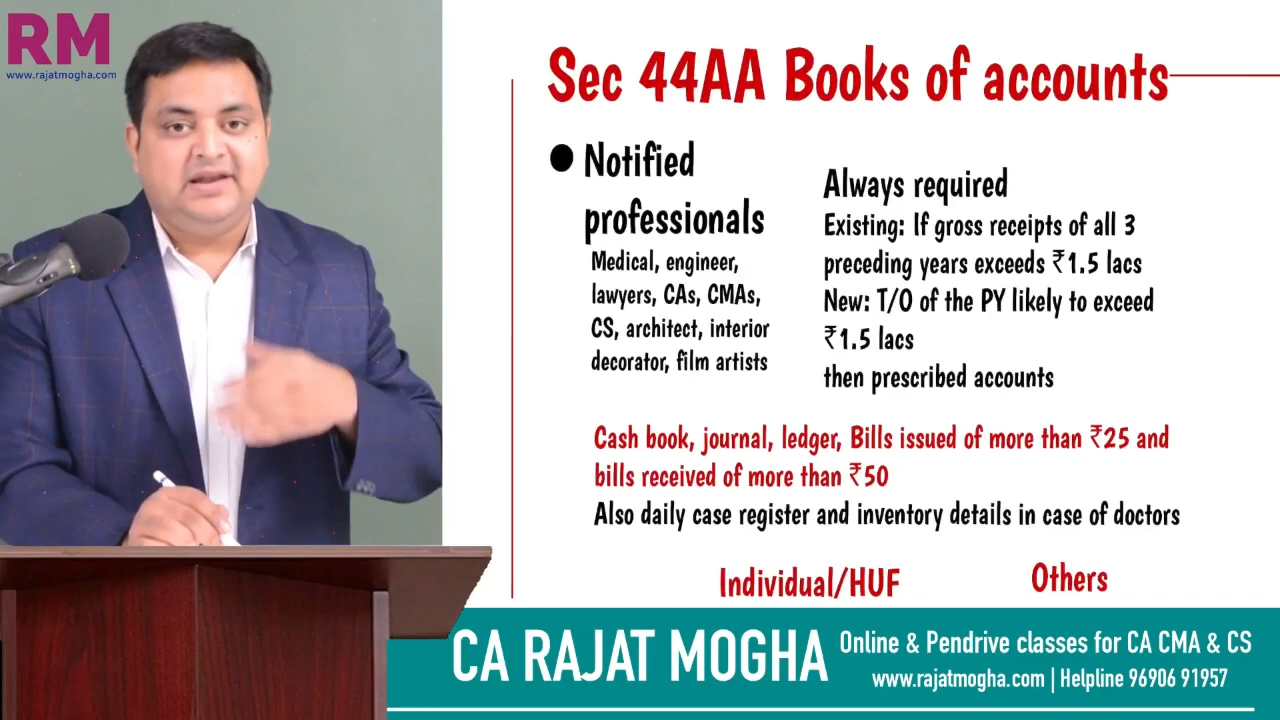 RM
www.rajatmogha.com
Sec 44AA Books of accounts
Notified
professionals
Medical, engineer,
lawyers, CAs, CMAs,
CS, architect, interior
decorator, film artists
Always required
Existing: If gross receipts of all 3
preceding years exceeds ₹1.5 lacs
New: T/O of the PY likely to exceed
₹1.5 lacs
then prescribed accounts
Cash book, journal, ledger, Bills issued of more than ₹25 and
bills received of more than ₹50
Also daily case register and inventory details in case of doctors
Individual/HUF
Others
CA RAJAT MOGHA
Online & Pendrive classes for CA CMA & CS
www.rajatmogha.com | Helpline 96906 91957